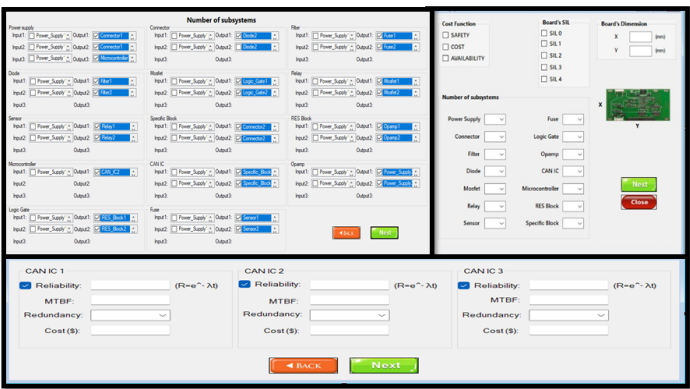 Number of subsystems
Power supply
Input1: Power_Supply Output1: Connector1
Input2: Power_Supply Output2: Connector2
Input3: Power_Supply Output3: Microcontroller
Connector
Input1: Power_Supply Output1: Diode2
Input2: Power_Supply Output2: Diode2
Input3: Output3:
Filter
Input1: Power_Supply Output1: Fuse1
Input2: Power_Supply Output2: Fuse2
Input3: Output3:
Diode
Input1: Power_Supply Output1: Filter1
Input2: Power_Supply Output2: Filter2
Input3: Output3:
Mosfet
Input1: Power_Supply Output1: Logic_Gate1
Input2: Power_Supply Output2: Logic_Gate2
Input3: Output3:
Relay
Input1: Power_Supply Output1: Mosfet1
Input2: Power_Supply Output2: Mosfet2
Input3: Output3:
Sensor
Input1: Power_Supply Output1: Relay1
Input2: Power_Supply Output2: Relay2
Input3: Output3:
Specific Block
Input1: Power_Supply Output1: Connector2
Input2: Power_Supply Output2: Connector2
Input3: Output3:
RES Block
Input1: Power_Supply Output1: Opamp1
Input2: Power_Supply Output2: Opamp2
Input3: Output3:
Microcontroller
Input1: Power_Supply Output1: CAN_IC2
Input2: Output2:
Input3: Output3:
CAN IC
Input1: Power_Supply Output1: Specific_Block
Input2: Power_Supply Output2: Specific_Block
Input3: Output3:
Opamp
Input1: Power_Supply Output1: Power_Supply
Input2: Power_Supply Output2: Power_Supply
Input3: Output3:
Logic Gate
Input1: Power_Supply Output1: RES_Block1
Input2: Power_Supply Output2: RES_Block2
Input3: Output3:
Fuse
Input1: Power_Supply Output1: Sensor1
Input2: Power_Supply Output2: Sensor2
Input3: Output3:
BACK Next
Cost Function
SAFETY
COST
AVAILABILITY
Board's SIL
SIL 0
SIL 1
SIL 2
SIL 3
SIL 4
Board's Dimension
X (mm)
Y (mm)
Number of subsystems
Power Supply Fuse
Connector Logic Gate
Filter Opamp
Diode CAN IC
Mosfet Microcontroller
Relay RES Block
Sensor Specific Block
X
Y
Next
Close
CAN IC 1
Reliability: (R=e^- λt)
MTBF:
Redundancy:
Cost ($):
CAN IC 2
Reliability: (R=e^- λt)
MTBF:
Redundancy:
Cost ($):
CAN IC 3
Reliability: (R=e^- λt)
MTBF:
Redundancy:
Cost ($):
BACK Next